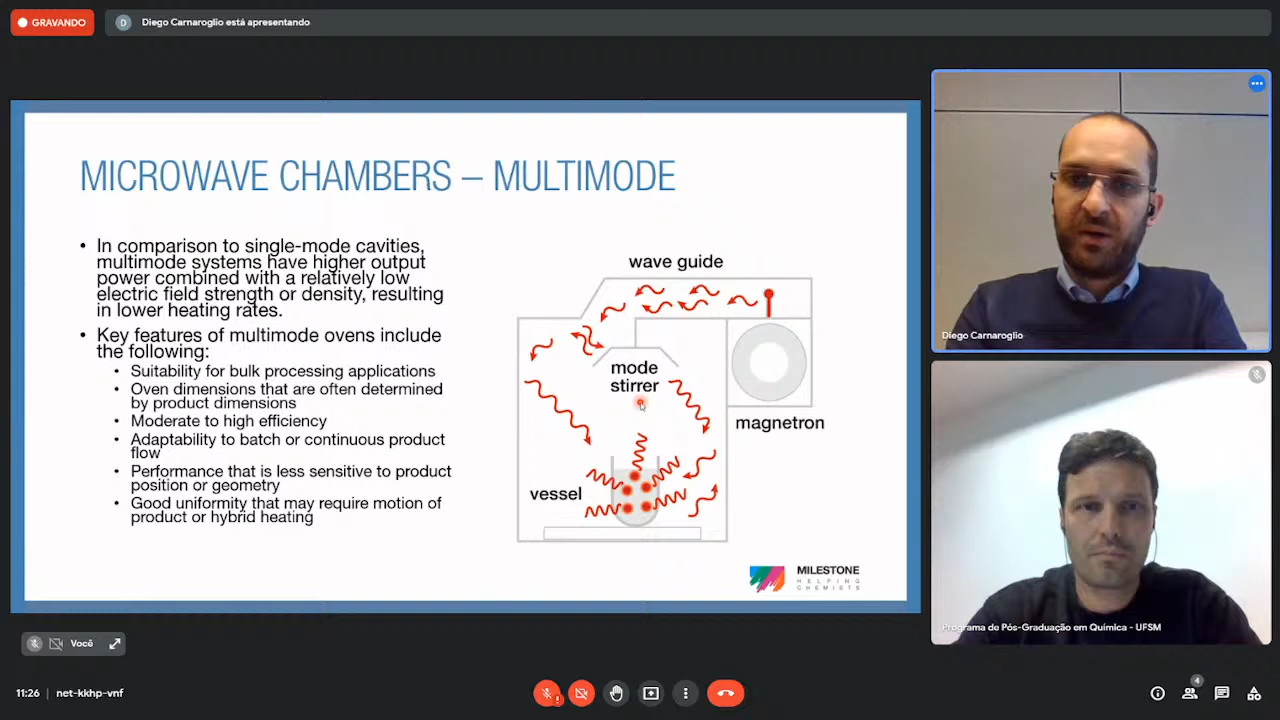 GRAVANDO
D
Diego Carnaroglio está apresentando
MICROWAVE CHAMBERS – MULTIMODE
• In comparison to single-mode cavities,
multimode systems have higher output
power combined with a relatively low
electric field strength or density, resulting
in lower heating rates.
• Key features of multimode ovens include
the following:
• Suitability for bulk processing applications
• Oven dimensions that are often determined
by product dimensions
• Moderate to high efficiency
• Adaptability to batch or continuous product
flow
• Performance that is less sensitive to product
position or geometry
• Good uniformity that may require motion of
product or hybrid heating
wave guide
mode
stirrer
magnetron
vessel
MILESTONE
HELPING
CHEMISTS
Diego Carnaroglio
Programa de Pós-Graduação em Química - UFSM
Você
11:26 | net-kkhp-vnf
4